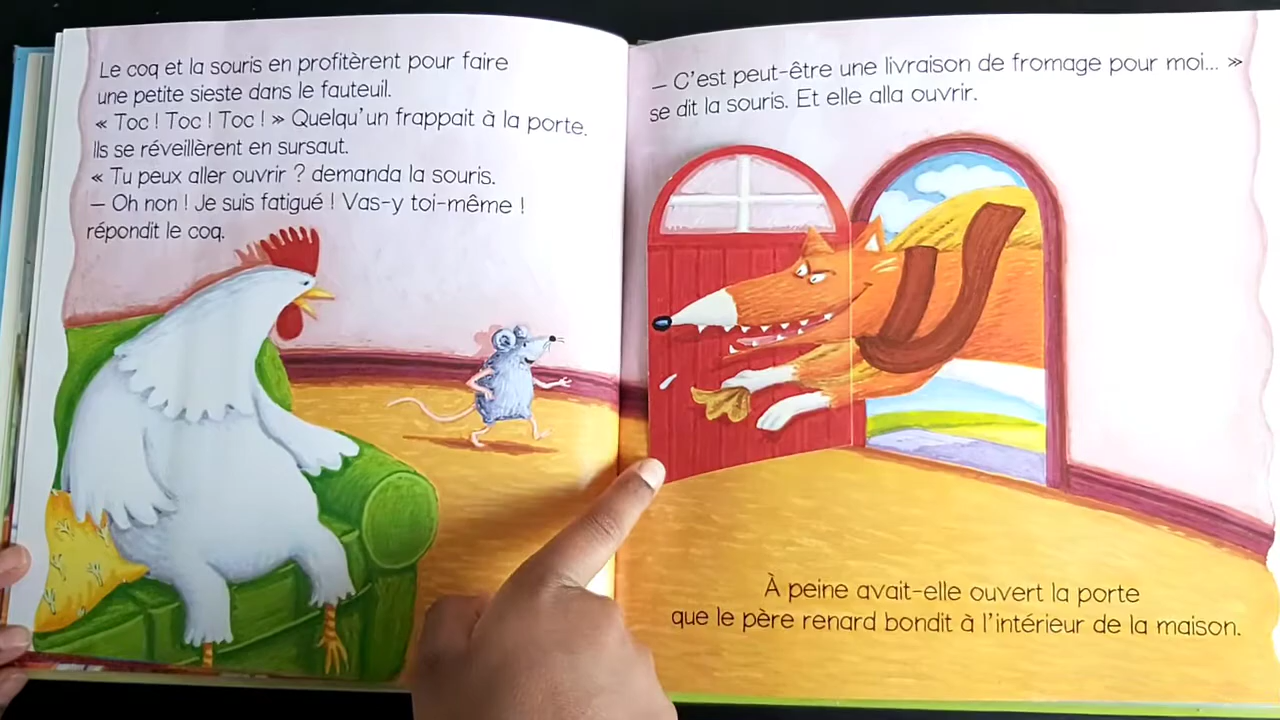 Le coq et la souris en profitèrent pour faire
une petite sieste dans le fauteuil.
« Toc ! Toc ! Toc ! » Quelqu'un frappait à la porte.
Ils se réveillèrent en sursaut.
« Tu peux aller ouvrir ? demanda la souris.
– Oh non ! Je suis fatigué ! Vas-y toi-même !
répondit le coq.
– C'est peut-être une livraison de fromage pour moi... »
se dit la souris. Et elle alla ouvrir.
À peine avait-elle ouvert la porte
que le père renard bondit à l'intérieur de la maison.